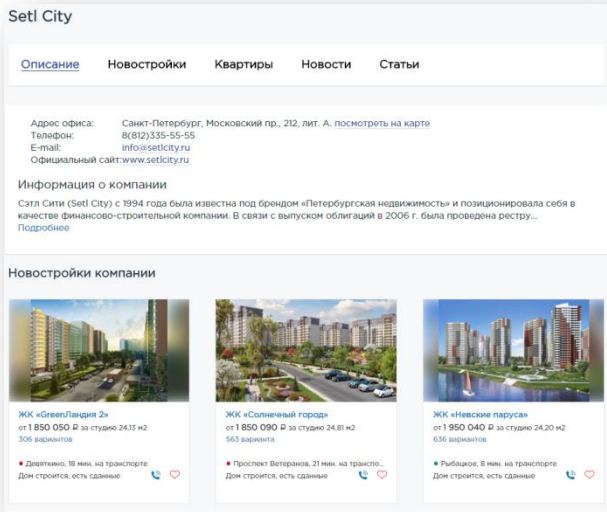 Setl City
Описание Новостройки Квартиры Новости Статьи
Адрес офиса: Санкт-Петербург, Московский пр., 212, лит. А. посмотреть на карте
Телефон: 8(812)335-55-55
E-mail: info@setlcity.ru
Официальный сайт:www.setlcity.ru
Информация о компании
Сэтл Сити (Setl City) с 1994 года была известна под брендом «Петербургская недвижимость» и позиционировала себя в
качестве финансово-строительной компании. В связи с выпуском облигаций в 2006 г. была проведена рестру...
Подробнее
Новостройки компании
ЖК «GreenЛандия 2»
от 1 850 050 ₽ за студию 24,13 м2
306 вариантов
Девяткино, 18 мин. на транспорте
Дом строится, есть сданные
ЖК «Солнечный город»
от 1 850 090 ₽ за студию 24,81 м2
563 варианта
Проспект Ветеранов, 21 мин. на транспо...
Дом строится, есть сданные
ЖК «Невские паруса»
от 1 950 040 ₽ за студию 24,20 м2
636 вариантов
Рыбацкое, 8 мин. на транспорте
Дом строится, есть сданные